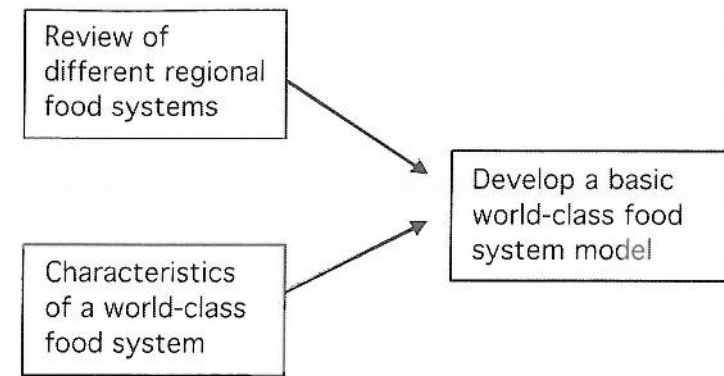 Review of
different regional
food systems
Characteristics
of a world-class
food system
Develop a basic
world-class food
system model